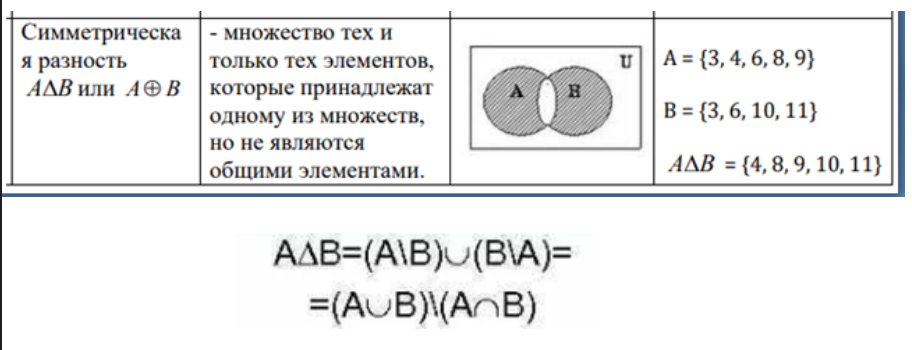 Симметрическа
я разность
AΔB или A⊕B
- множество тех и
только тех элементов,
которые принадлежат
одному из множеств,
но не являются
общими элементами.
A B U
A = {3, 4, 6, 8, 9}
B = {3, 6, 10, 11}
AΔB = {4, 8, 9, 10, 11}
AΔB=(A\B)∪(B\A)=
=(A∪B)\(A∩B)